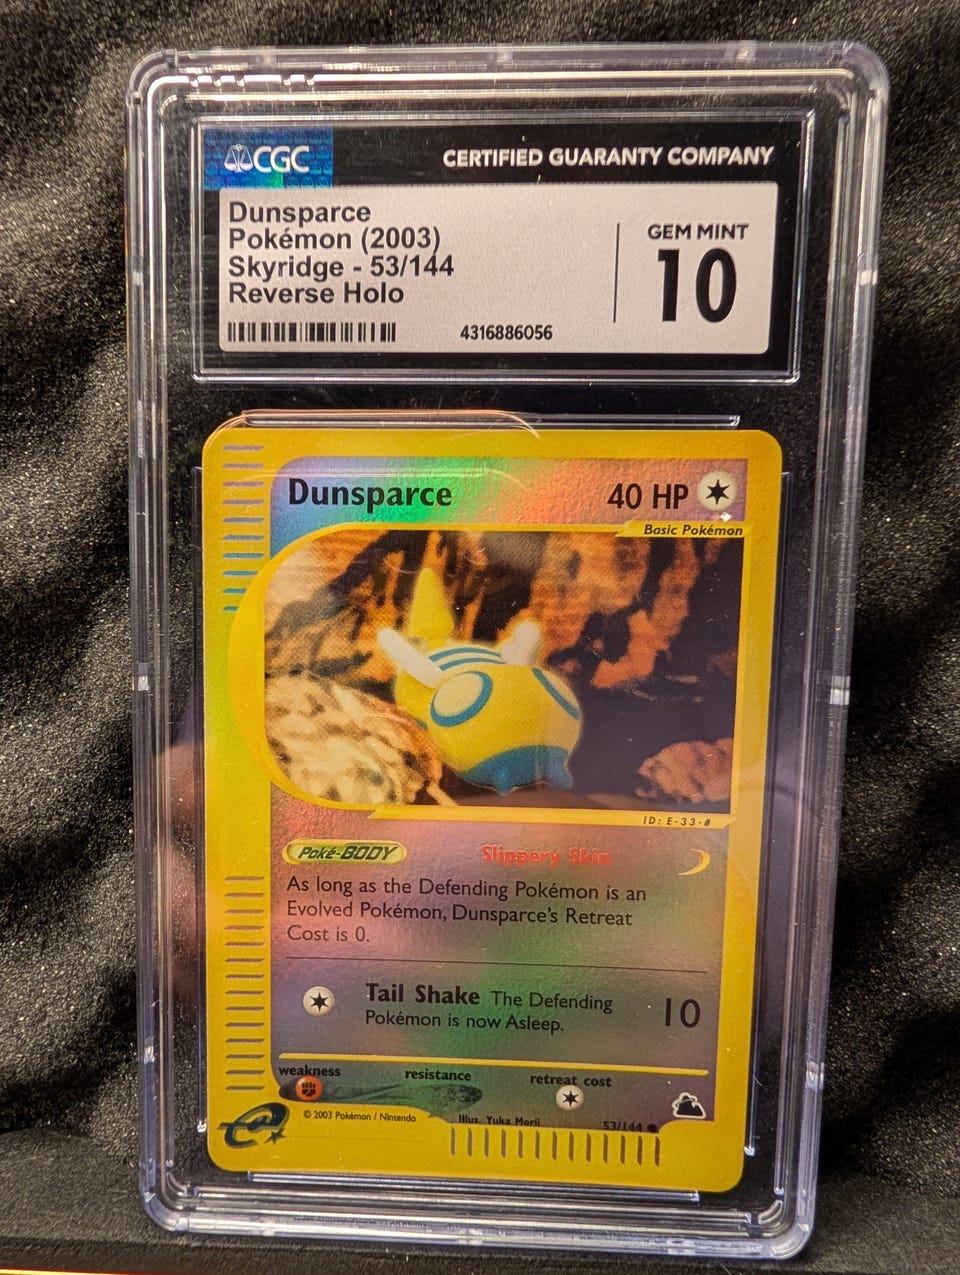 CGC
CERTIFIED GUARANTY COMPANY
Dunsparce
Pokémon (2003)
Skyridge - 53/144
Reverse Holo
4316886056
GEM MINT
10
Dunsparce
40 HP
Basic Pokémon
ID: E-33-#
Poké-BODY
Slippery Skin
As long as the Defending Pokémon is an
Evolved Pokémon, Dunsparce's Retreat
Cost is 0.
Tail Shake The Defending
Pokémon is now Asleep.
10
weakness
resistance
retreat cost
© 2003 Pokémon / Nintendo
Illus. Yuka Morii
53/144
e